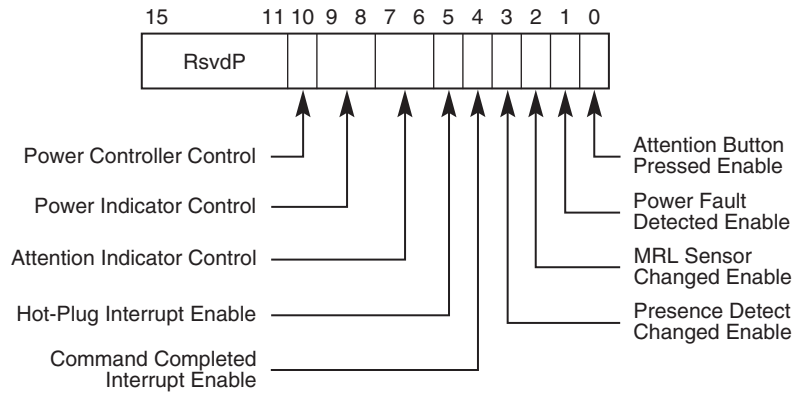 15 11 10 9 8 7 6 5 4 3 2 1 0
RsvdP
Power Controller Control
Power Indicator Control
Attention Indicator Control
Hot-Plug Interrupt Enable
Command Completed
Interrupt Enable
Attention Button
Pressed Enable
Power Fault
Detected Enable
MRL Sensor
Changed Enable
Presence Detect
Changed Enable